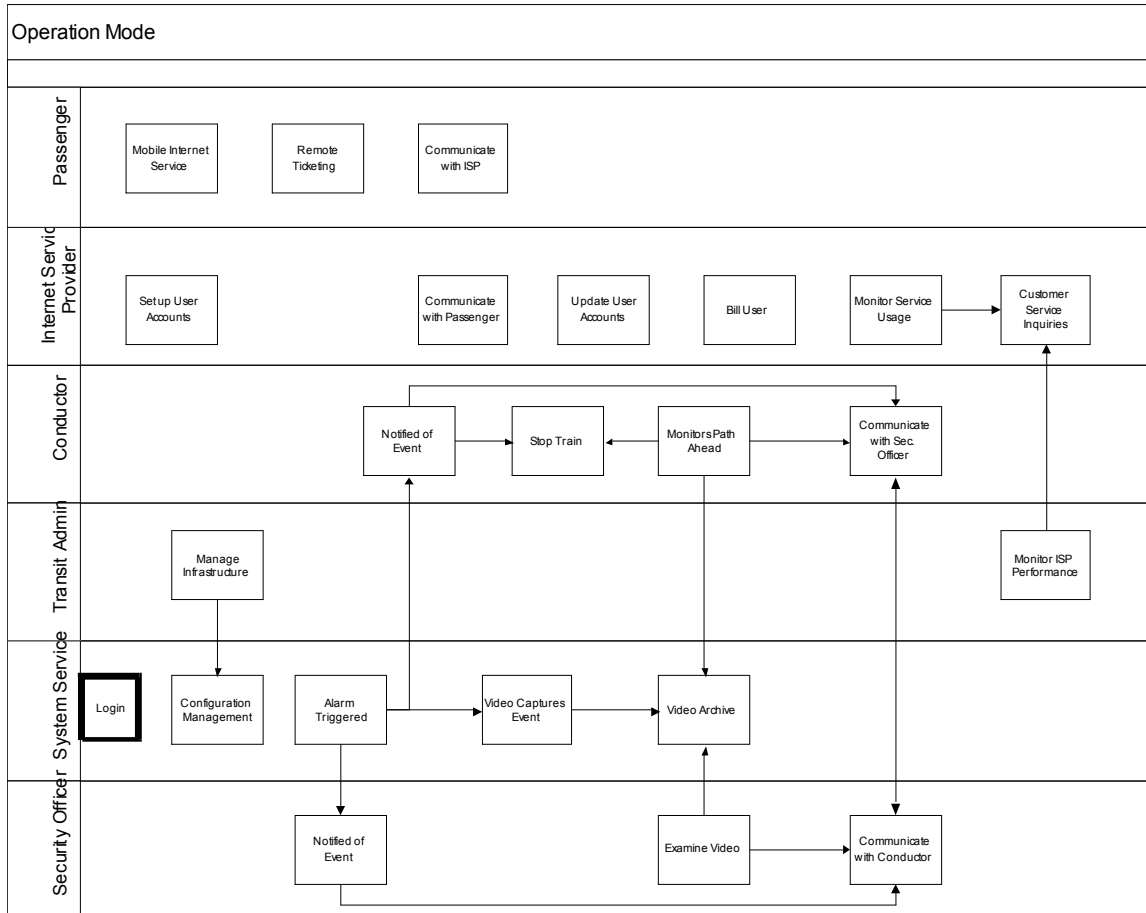 Operation Mode
Passenger
Mobile Internet
Service
Remote
Ticketing
Communicate
with ISP
Internet Servic
Provider
Set up User
Accounts
Communicate
with Passenger
Update User
Accounts
Bill User
Monitor Service
Usage
Customer
Service
Inquiries
Conductor
Notified of
Event
Stop Train
Monitors Path
Ahead
Communicate
with Sec.
Officer
Transit Admin
Manage
Infrastructure
Monitor ISP
Performance
System Service
Login
Configuration
Management
Alarm
Triggered
Video Captures
Event
Video Archive
Security Officer
Notified of
Event
Examine Video
Communicate
with Conductor